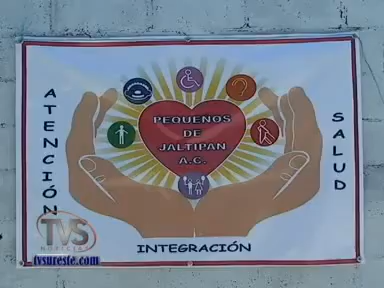 ATENCIÓN
PEQUEÑOS
DE
JALTIPAN
A.C.
SALUD
INTEGRACIÓN
TVS
NOTICIAS
tvsureste.com